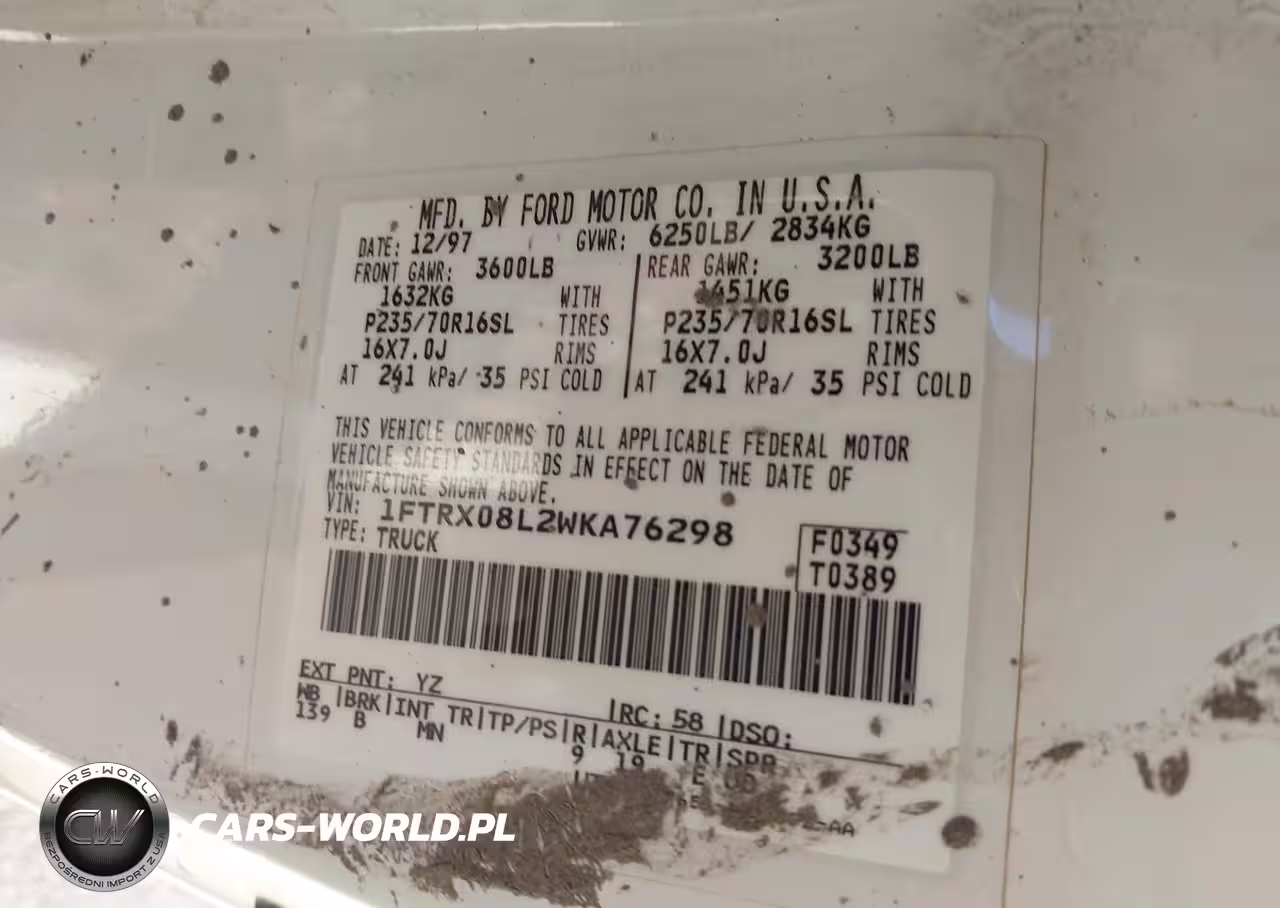 MFD. BY FORD MOTOR CO. IN U.S.A.
DATE: 12/97 GVWR: 6250LB/ 2834KG
FRONT GAWR: 3600LB REAR GAWR: 3200LB
1632KG WITH 1451KG WITH
P235/70R16SL TIRES P235/70R16SL TIRES
16X7.0J RIMS 16X7.0J RIMS
AT 241 kPa/ 35 PSI COLD AT 241 kPa/ 35 PSI COLD
THIS VEHICLE CONFORMS TO ALL APPLICABLE FEDERAL MOTOR
VEHICLE SAFETY STANDARDS IN EFFECT ON THE DATE OF
MANUFACTURE SHOWN ABOVE.
VIN: 1FTRX08L2WKA76298
TYPE: TRUCK
F0349
T0389
EXT PNT: YZ RC: 58 DSO:
WB |BRK|INT TR|TP/PS|R|AXLE|TR|SPR
139 B MN 9 19 E
-AA
CARS-WORLD
CW
BEZPOŚREDNI IMPORT Z USA
CARS-WORLD.PL